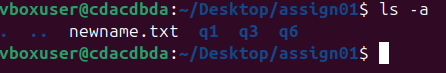 vboxuser@cdacdbda:~/Desktop/assign01$ ls -a
.  ..  newname.txt  q1  q3  q6
vboxuser@cdacdbda:~/Desktop/assign01$